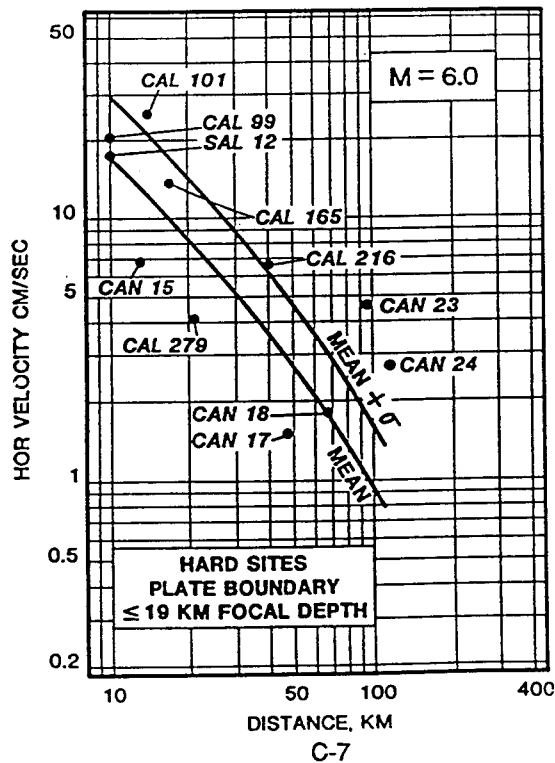 50
CAL 101
M = 6.0
CAL 99
SAL 12
10
CAL 165
CAL 216
CAN 15
5
CAN 23
CAL 279
CAN 24
MEAN + σ
CAN 18
CAN 17
MEAN
1
0.5
HARD SITES
PLATE BOUNDARY
≤ 19 KM FOCAL DEPTH
0.2
HOR VELOCITY CM/SEC
10 50 100 400
DISTANCE, KM
C-7